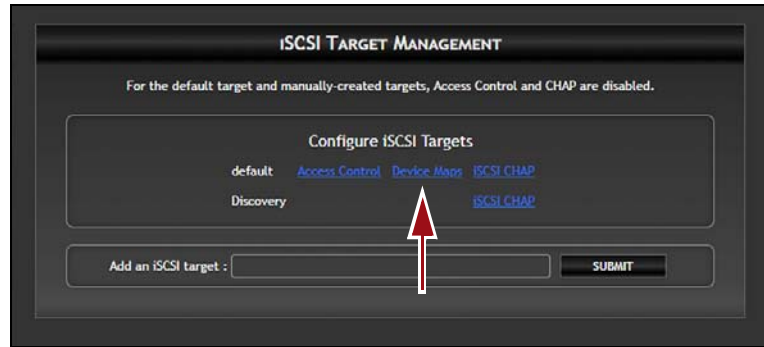 iSCSI TARGET MANAGEMENT
For the default target and manually-created targets, Access Control and CHAP are disabled.
Configure iSCSI Targets
default Access Control Device Maps iSCSI CHAP
Discovery iSCSI CHAP
Add an iSCSI target : SUBMIT